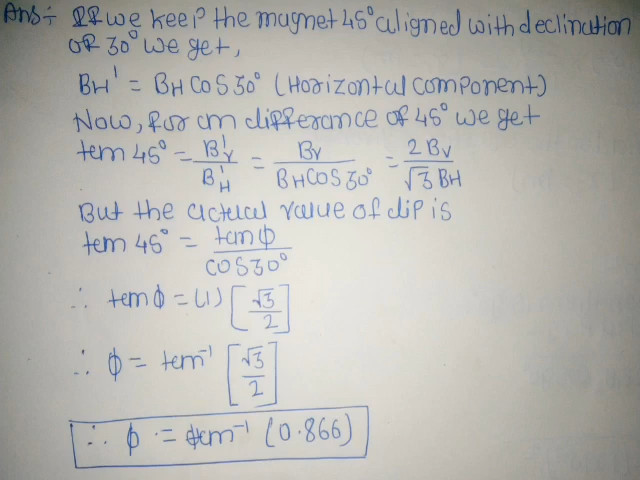 Ans:- If we keep the magnet 45° aligned with declination
of 30° we get,
BH' = BH COS 30° (Horizontal component)
Now, for an difference of 45° we get
tan 45° = B'V / B'H = BV / BH COS 30° = 2 BV / √3 BH
But the actual value of dip is
tan 45° = tan φ / COS 30°
∴ tan φ = (1) [√3 / 2]
∴ φ = tan⁻¹ [√3 / 2]
∴ φ = tan⁻¹ (0.866)